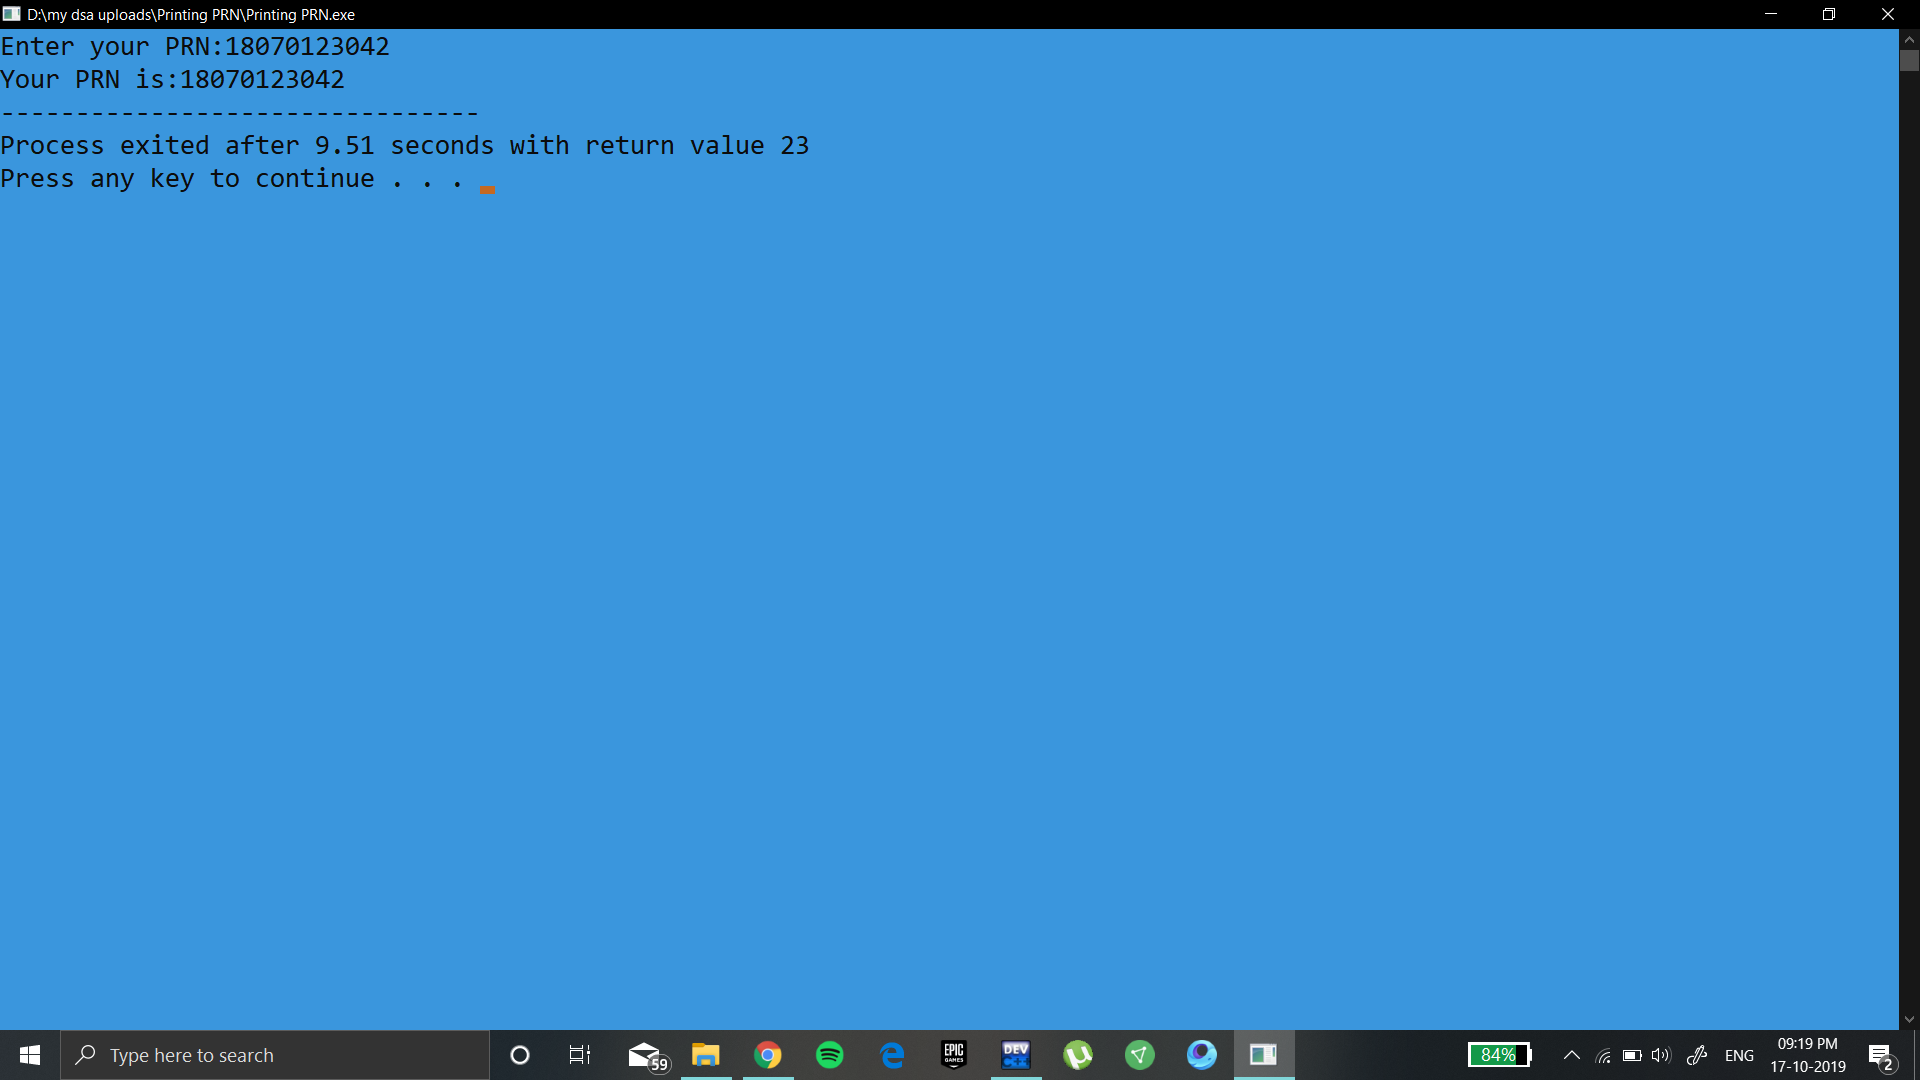 D:\my dsa uploads\Printing PRN\Printing PRN.exe
Enter your PRN:18070123042
Your PRN is:18070123042
--------------------------------
Process exited after 9.51 seconds with return value 23
Press any key to continue . . .
Type here to search
59
EPIC
GAMES
DEV
C++
84%
ENG
09:19 PM
17-10-2019
2